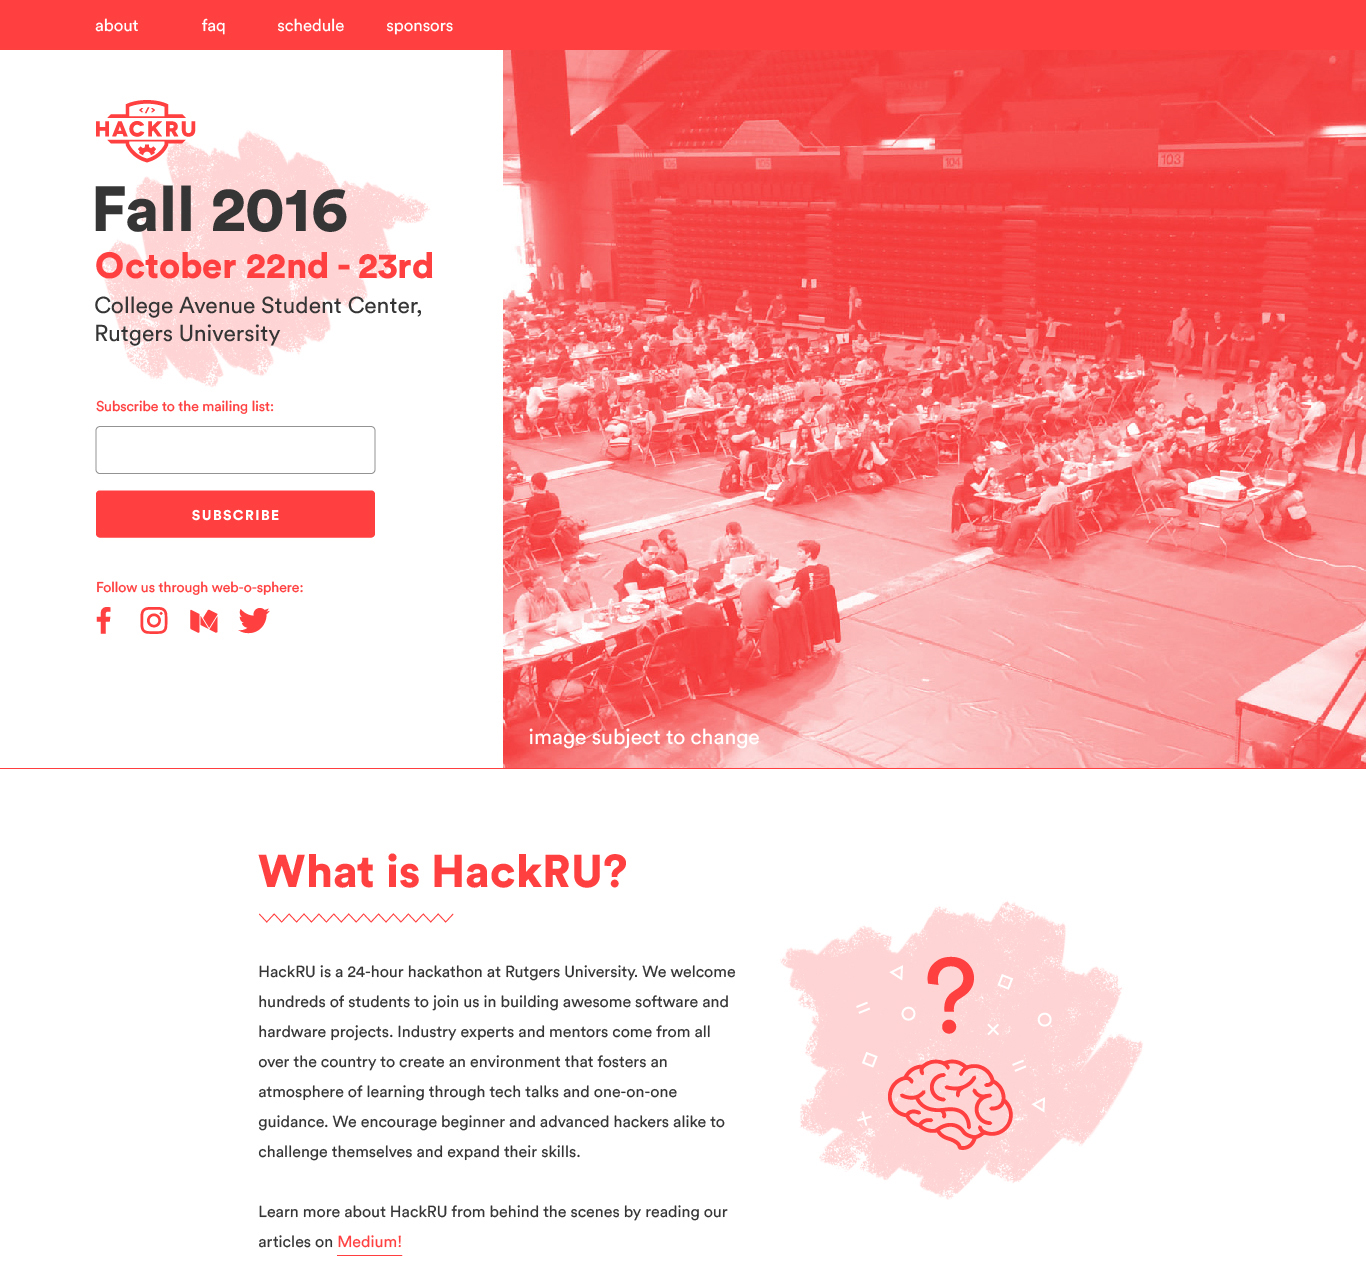 about faq schedule sponsors
</> HACKRU
Fall 2016
October 22nd - 23rd
College Avenue Student Center,
Rutgers University
Subscribe to the mailing list:
SUBSCRIBE
Follow us through web-o-sphere:
103
104
image subject to change
What is HackRU?
HackRU is a 24-hour hackathon at Rutgers University. We welcome
hundreds of students to join us in building awesome software and
hardware projects. Industry experts and mentors come from all
over the country to create an environment that fosters an
atmosphere of learning through tech talks and one-on-one
guidance. We encourage beginner and advanced hackers alike to
challenge themselves and expand their skills.
?
Learn more about HackRU from behind the scenes by reading our
articles on Medium!